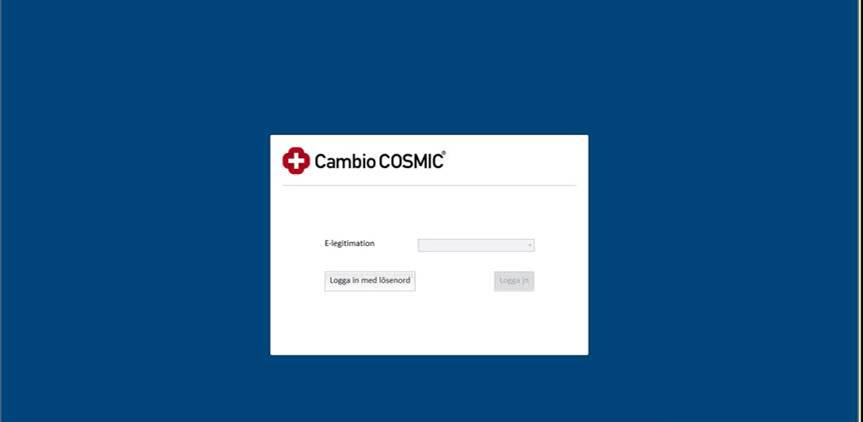 Cambio COSMIC®
E-legitimation
Logga in med lösenord
Logga in